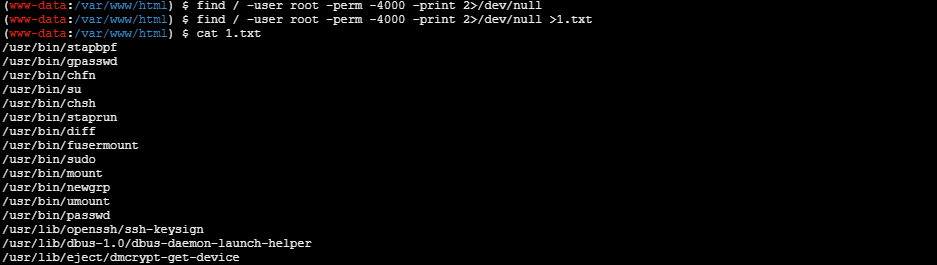 (www-data:/var/www/html) $ find / -user root -perm -4000 -print 2>/dev/null
(www-data:/var/www/html) $ find / -user root -perm -4000 -print 2>/dev/null >1.txt
(www-data:/var/www/html) $ cat 1.txt
/usr/bin/stapbpf
/usr/bin/gpasswd
/usr/bin/chfn
/usr/bin/su
/usr/bin/chsh
/usr/bin/staprun
/usr/bin/diff
/usr/bin/fusermount
/usr/bin/sudo
/usr/bin/mount
/usr/bin/newgrp
/usr/bin/umount
/usr/bin/passwd
/usr/lib/openssh/ssh-keysign
/usr/lib/dbus-1.0/dbus-daemon-launch-helper
/usr/lib/eject/dmcrypt-get-device